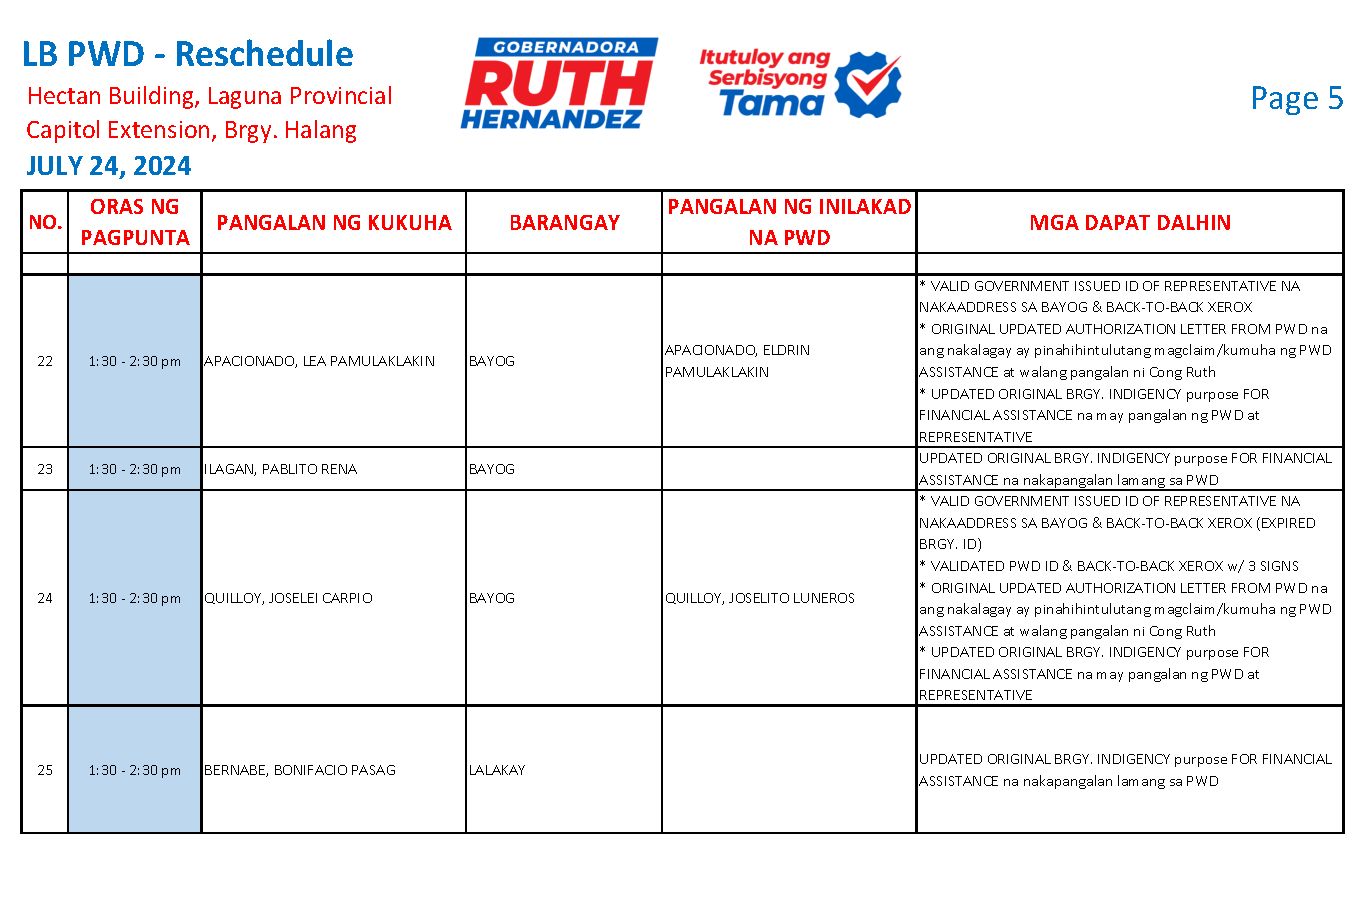 LB PWD - Reschedule
Hectan Building, Laguna Provincial
Capitol Extension, Brgy. Halang
JULY 24, 2024
GOBERNADORA
RUTH
HERNANDEZ
Itutuloy ang
Serbisyong
Tama
Page 5
NO.
ORAS NG
PAGPUNTA
PANGALAN NG KUKUHA
BARANGAY
PANGALAN NG INILAKAD
NA PWD
MGA DAPAT DALHIN
22
1:30 - 2:30 pm
APACIONADO, LEA PAMULAKLAKIN
BAYOG
APACIONADO, ELDRIN
PAMULAKLAKIN
* VALID GOVERNMENT ISSUED ID OF REPRESENTATIVE NA
NAKAADDRESS SA BAYOG & BACK-TO-BACK XEROX
* ORIGINAL UPDATED AUTHORIZATION LETTER FROM PWD na
ang nakalagay ay pinahihintulutang magclaim/kumuha ng PWD
ASSISTANCE at walang pangalan ni Cong Ruth
* UPDATED ORIGINAL BRGY. INDIGENCY purpose FOR
FINANCIAL ASSISTANCE na may pangalan ng PWD at
REPRESENTATIVE
23
1:30 - 2:30 pm
ILAGAN, PABLITO RENA
BAYOG
UPDATED ORIGINAL BRGY. INDIGENCY purpose FOR FINANCIAL
ASSISTANCE na nakapangalan lamang sa PWD
24
1:30 - 2:30 pm
QUILLOY, JOSELEI CARPIO
BAYOG
QUILLOY, JOSELITO LUNEROS
* VALID GOVERNMENT ISSUED ID OF REPRESENTATIVE NA
NAKAADDRESS SA BAYOG & BACK-TO-BACK XEROX (EXPIRED
BRGY. ID)
* VALIDATED PWD ID & BACK-TO-BACK XEROX w/ 3 SIGNS
* ORIGINAL UPDATED AUTHORIZATION LETTER FROM PWD na
ang nakalagay ay pinahihintulutang magclaim/kumuha ng PWD
ASSISTANCE at walang pangalan ni Cong Ruth
* UPDATED ORIGINAL BRGY. INDIGENCY purpose FOR
FINANCIAL ASSISTANCE na may pangalan ng PWD at
REPRESENTATIVE
25
1:30 - 2:30 pm
BERNABE, BONIFACIO PASAG
LALAKAY
UPDATED ORIGINAL BRGY. INDIGENCY purpose FOR FINANCIAL
ASSISTANCE na nakapangalan lamang sa PWD